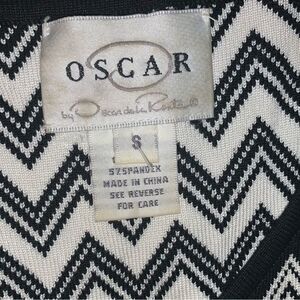 OSCAR
by Oscar de la Renta®
S
5% SPANDEX
MADE IN CHINA
SEE REVERSE
FOR CARE